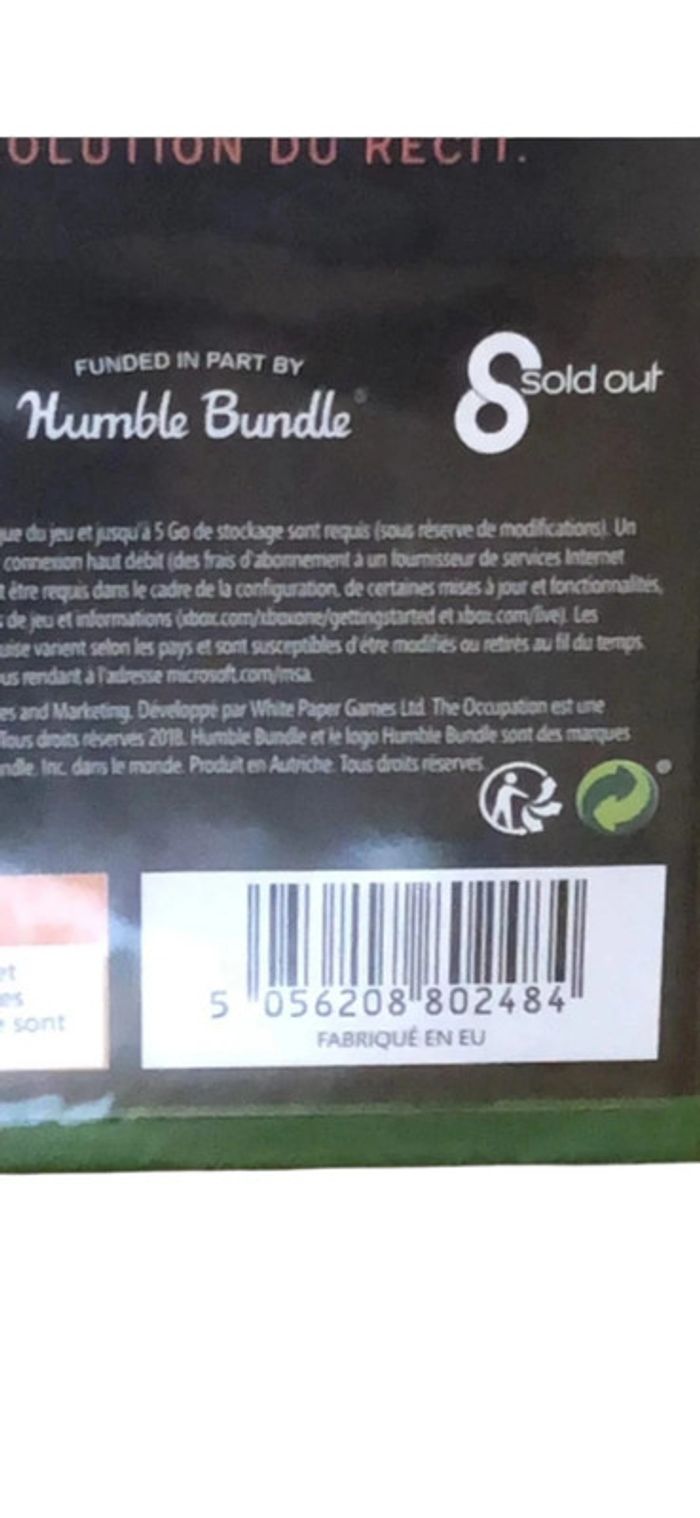 OLUTION DU RÉCIT.
FUNDED IN PART BY
Humble Bundle
sold out
que du jeu et jusqu'à 5 Go de stockage sont requis (sous réserve de modifications). Un
connexion haut débit (des frais d'abonnement à un fournisseur de services Internet
t être requis dans le cadre de la configuration, de certaines mises à jour et fonctionnalités,
de jeu et informations (xbox.com/xboxone/gettingstarted et xbox.com/live). Les
varient selon les pays et sont susceptibles d'être modifiés ou retirés au fil du temps.
us rendant à l'adresse microsoft.com/msa.
es and Marketing. Développé par White Paper Games Ltd. The Occupation est une
Tous droits réservés 2018. Humble Bundle et le logo Humble Bundle sont des marques
ndle, Inc. dans le monde. Produit en Autriche. Tous droits réservés.
et
es
e sont
5 056208 802484
FABRIQUÉ EN EU